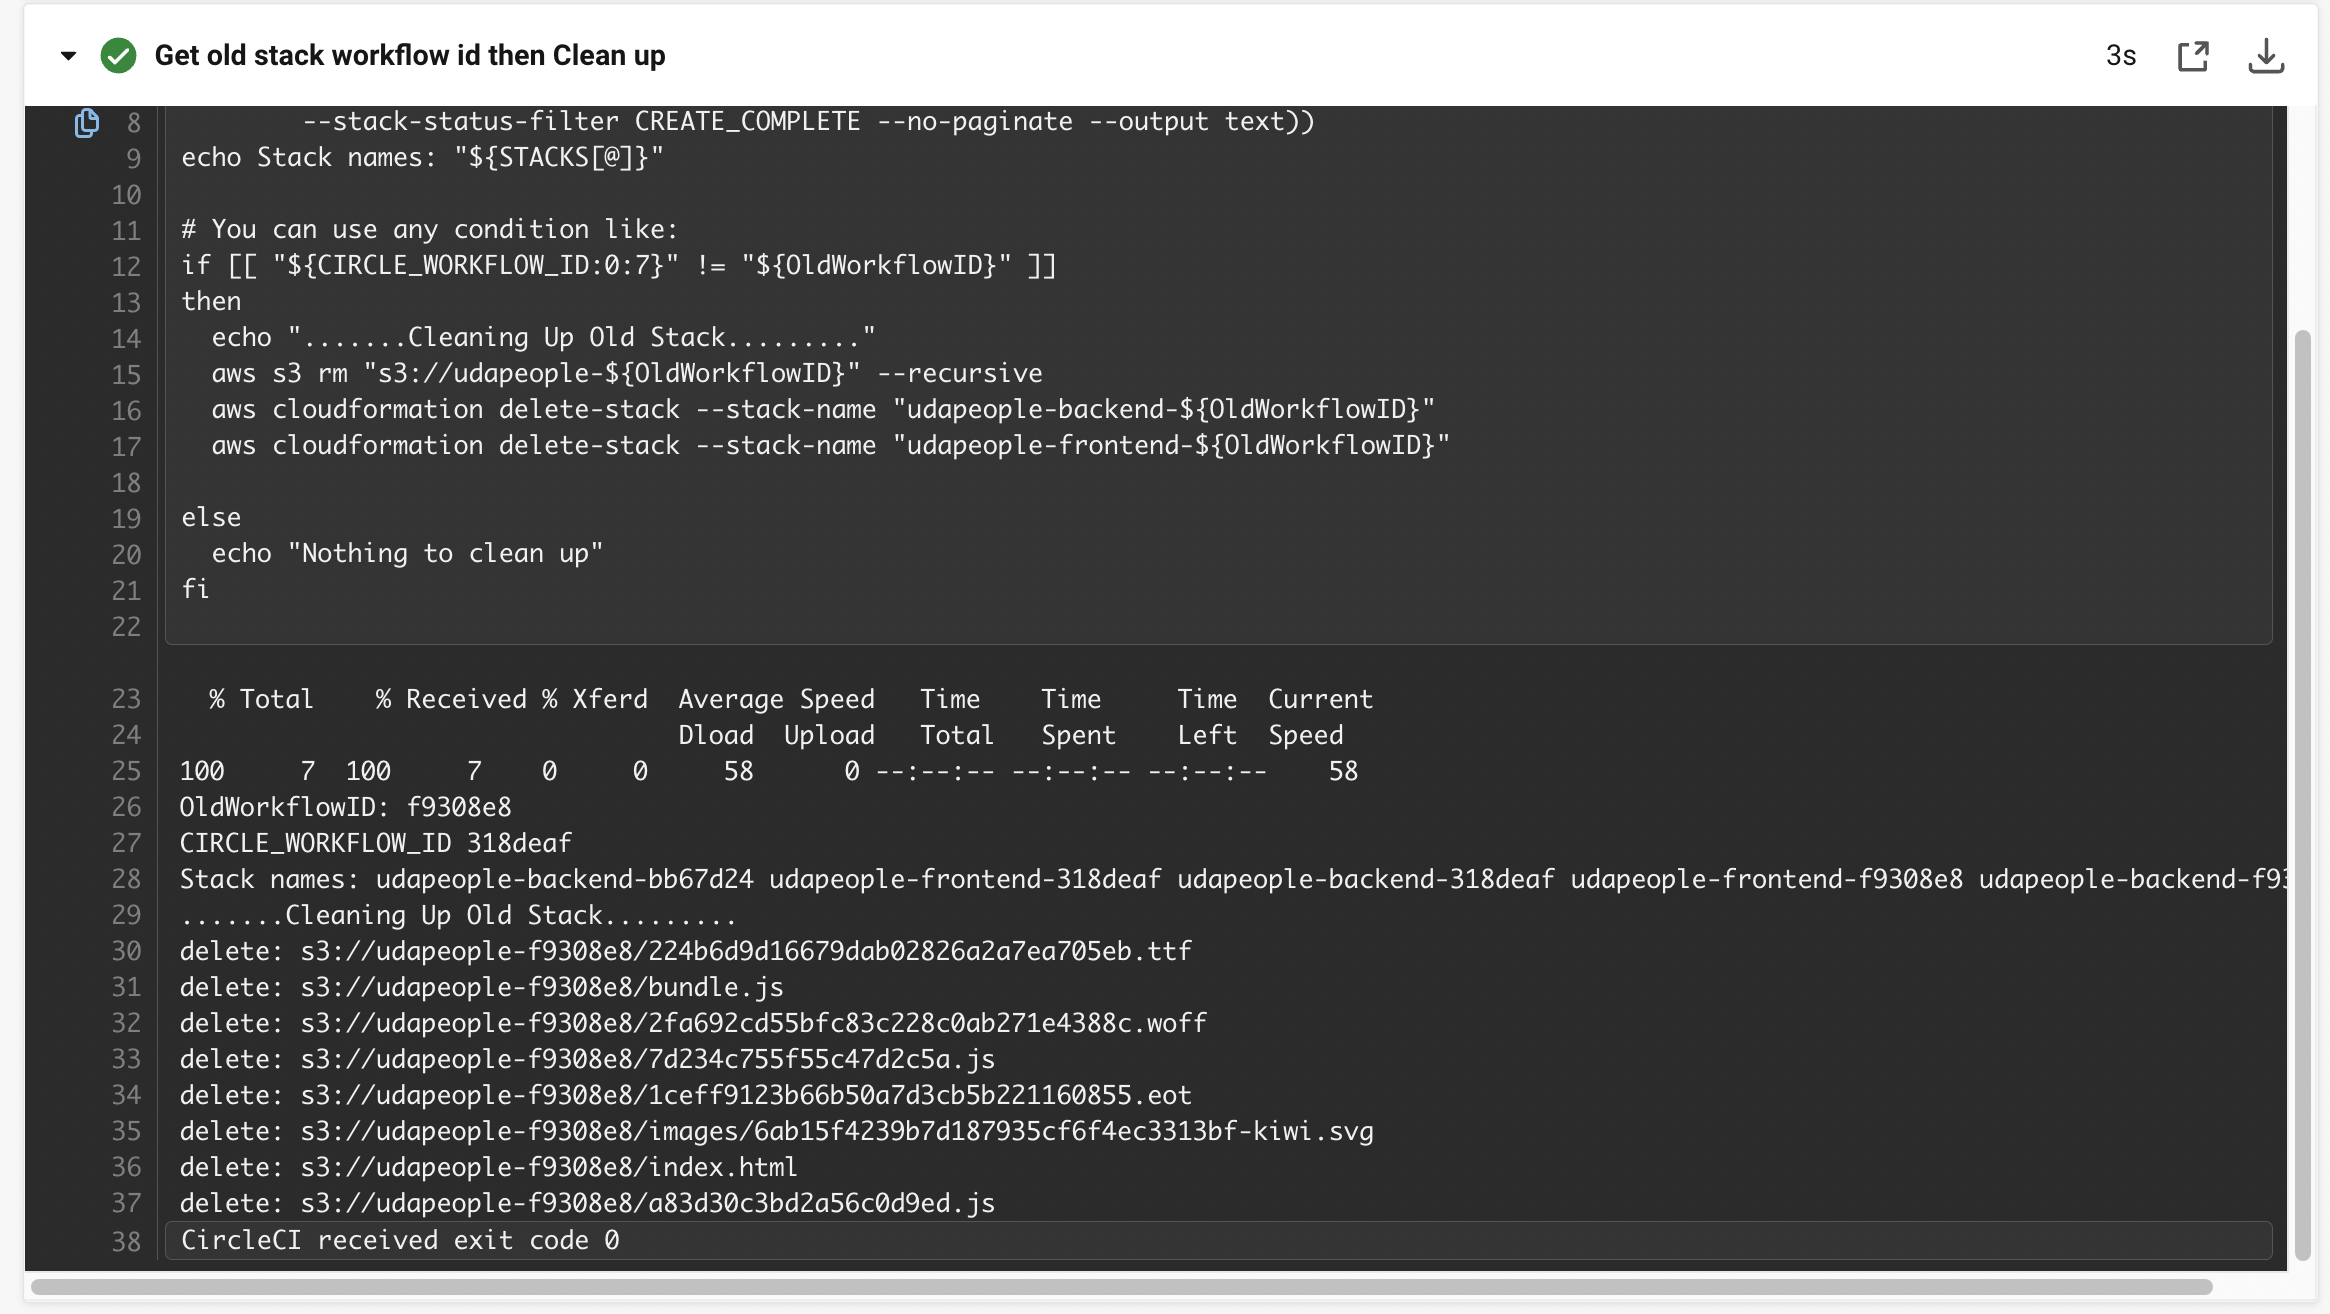 Get old stack workflow id then Clean up 3s
8 --stack-status-filter CREATE_COMPLETE --no-paginate --output text))
9 echo Stack names: "${STACKS[@]}"
10
11 # You can use any condition like:
12 if [[ "${CIRCLE_WORKFLOW_ID:0:7}" != "${OldWorkflowID}" ]]
13 then
14 echo ".......Cleaning Up Old Stack........."
15 aws s3 rm "s3://udapeople-${OldWorkflowID}" --recursive
16 aws cloudformation delete-stack --stack-name "udapeople-backend-${OldWorkflowID}"
17 aws cloudformation delete-stack --stack-name "udapeople-frontend-${OldWorkflowID}"
18
19 else
20 echo "Nothing to clean up"
21 fi
22
23 % Total % Received % Xferd Average Speed Time Time Time Current
24 Dload Upload Total Spent Left Speed
25 100 7 100 7 0 0 58 0 --:--:-- --:--:-- --:--:-- 58
26 OldWorkflowID: f9308e8
27 CIRCLE_WORKFLOW_ID 318deaf
28 Stack names: udapeople-backend-bb67d24 udapeople-frontend-318deaf udapeople-backend-318deaf udapeople-frontend-f9308e8 udapeople-backend-f93
29 .......Cleaning Up Old Stack.........
30 delete: s3://udapeople-f9308e8/224b6d9d16679dab02826a2a7ea705eb.ttf
31 delete: s3://udapeople-f9308e8/bundle.js
32 delete: s3://udapeople-f9308e8/2fa692cd55bfc83c228c0ab271e4388c.woff
33 delete: s3://udapeople-f9308e8/7d234c755f55c47d2c5a.js
34 delete: s3://udapeople-f9308e8/1ceff9123b66b50a7d3cb5b221160855.eot
35 delete: s3://udapeople-f9308e8/images/6ab15f4239b7d187935cf6f4ec3313bf-kiwi.svg
36 delete: s3://udapeople-f9308e8/index.html
37 delete: s3://udapeople-f9308e8/a83d30c3bd2a56c0d9ed.js
38 CircleCI received exit code 0